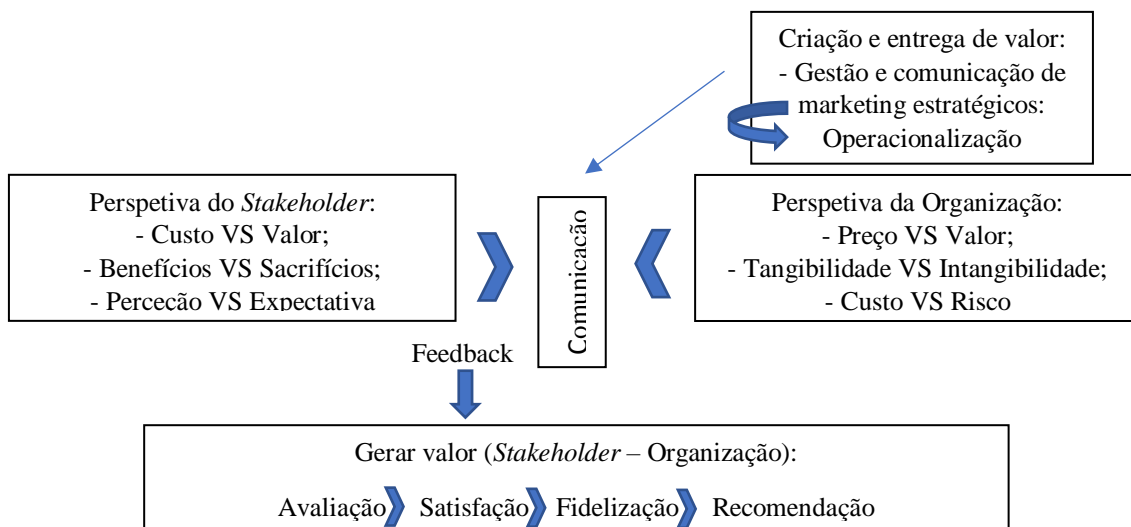 Criação e entrega de valor:
- Gestão e comunicação de
marketing estratégicos:
Operacionalização
Perspetiva do Stakeholder:
- Custo VS Valor;
- Benefícios VS Sacrifícios;
- Perceção VS Expectativa
Comunicação
Perspetiva da Organização:
- Preço VS Valor;
- Tangibilidade VS Intangibilidade;
- Custo VS Risco
Feedback
Gerar valor (Stakeholder – Organização):
Avaliação Satisfação Fidelização Recomendação